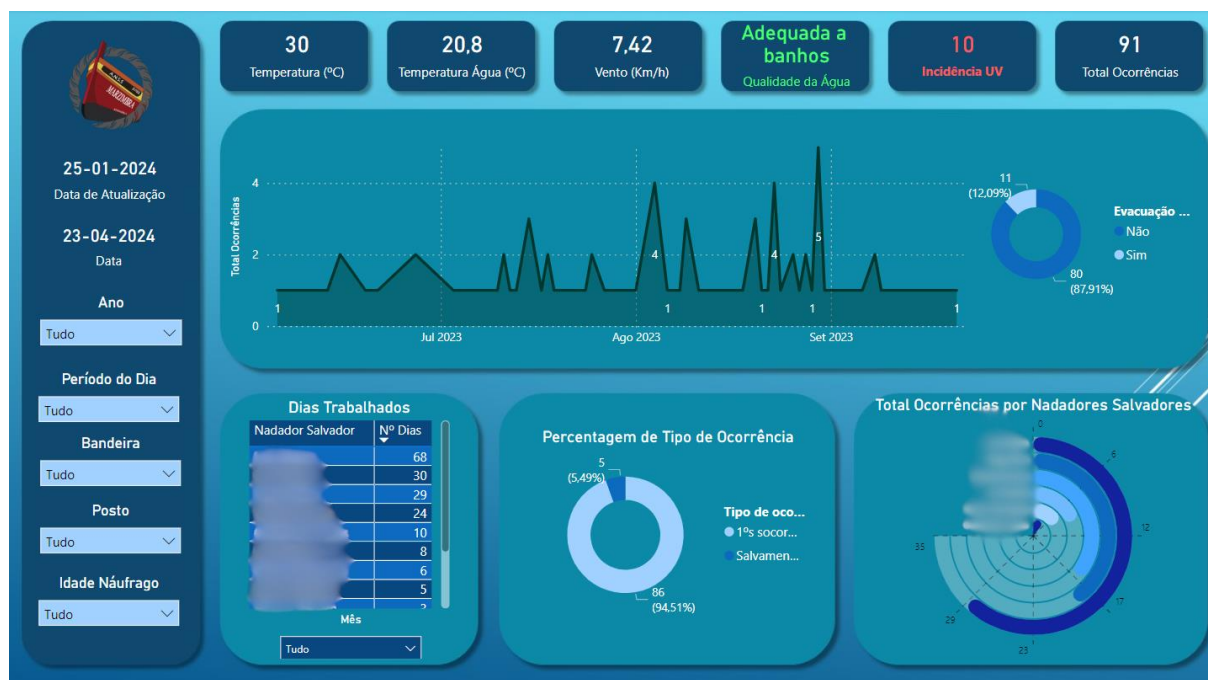 MARZIMBRA
25-01-2024
Data de Atualização
23-04-2024
Data
Ano
Tudo
Período do Dia
Tudo
Bandeira
Tudo
Posto
Tudo
Idade Náufrago
Tudo
30
Temperatura (ºC)
20,8
Temperatura Água (ºC)
7,42
Vento (Km/h)
Adequada a
banhos
Qualidade da Água
10
Incidência UV
91
Total Ocorrências
Total Ocorrências
4
2
0
1
4
1
1
4
1
5
1
Jul 2023
Ago 2023
Set 2023
11
(12,09%)
80
(87,91%)
Evacuação ...
Não
Sim
Dias Trabalhados
Nadador Salvador Nº Dias
68
30
29
24
10
8
6
5
Mês
Tudo
Percentagem de Tipo de Ocorrência
5
(5,49%)
86
(94,51%)
Tipo de oco...
1ºs socor...
Salvamen...
Total Ocorrências por Nadadores Salvadores
0
6
12
17
23
29
35